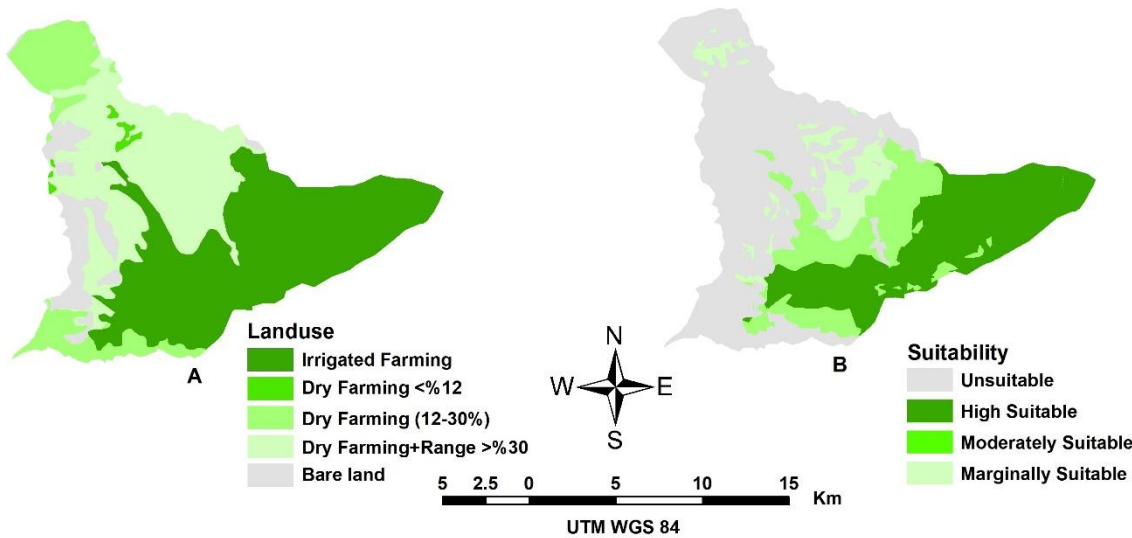 Landuse
Irrigated Farming
Dry Farming <%12
Dry Farming (12-30%)
Dry Farming+Range >%30
Bare land
A
N
W E
S
B
Suitability
Unsuitable
High Suitable
Moderately Suitable
Marginally Suitable
5 2.5 0 5 10 15
Km
UTM WGS 84